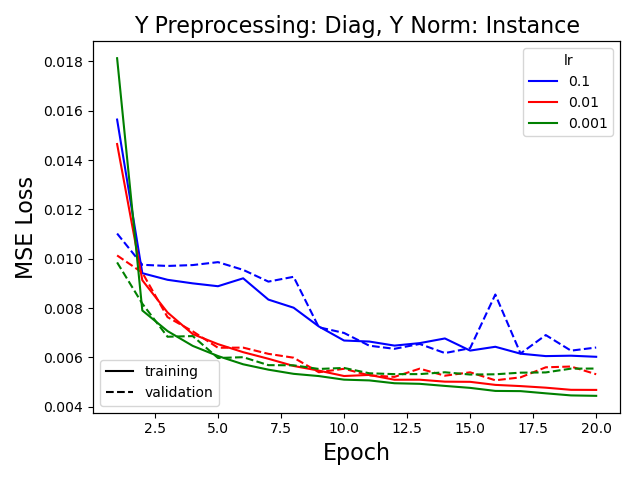 Y Preprocessing: Diag, Y Norm: Instance
MSE Loss
0.018
0.016
0.014
0.012
0.010
0.008
0.006
0.004
lr
0.1
0.01
0.001
training
validation
2.5 5.0 7.5 10.0 12.5 15.0 17.5 20.0
Epoch